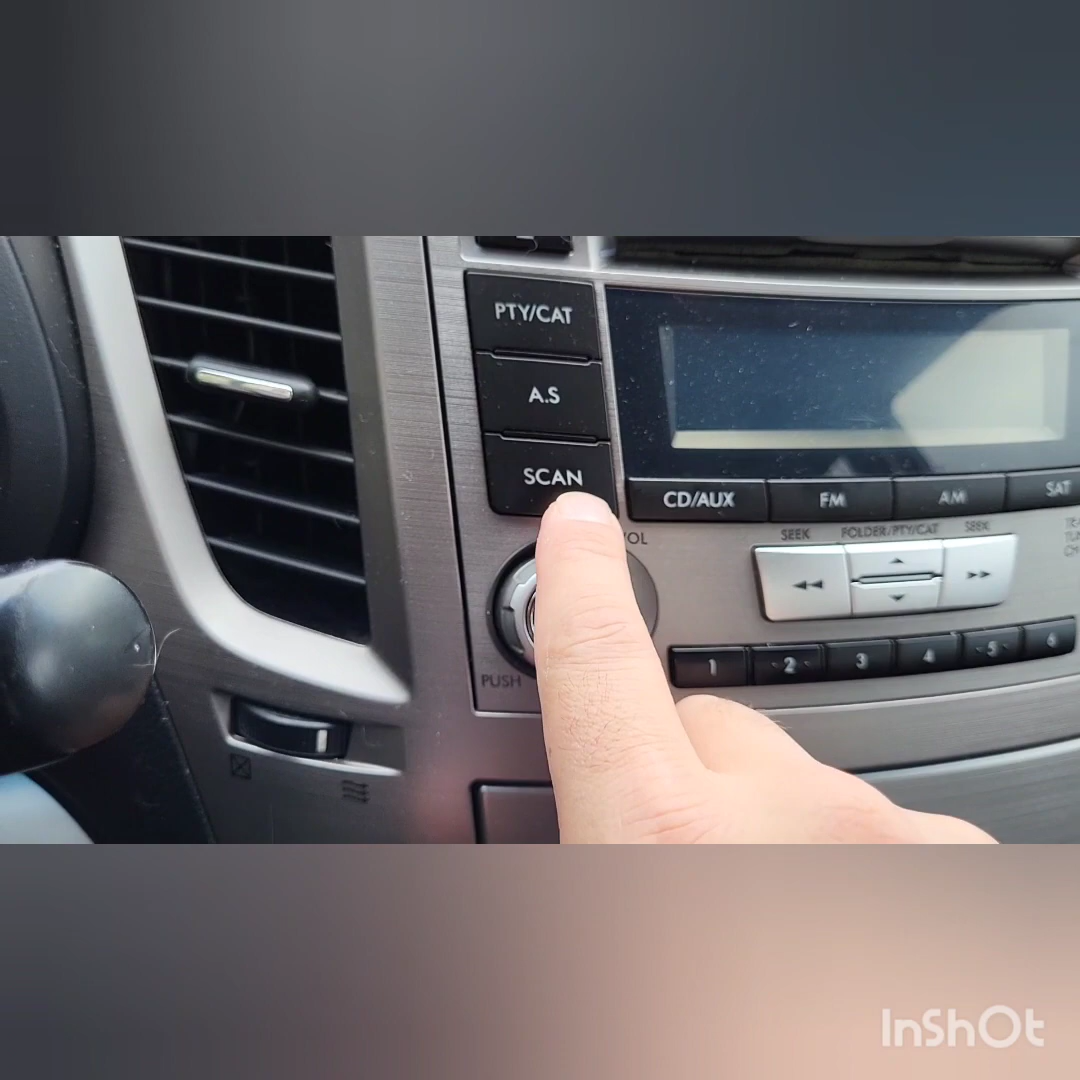 PTY/CAT
A.S
SCAN
CD/AUX
FM
AM
SAT
SEEK
FOLDER/PTY/CAT
SEEK
PUSH
1
2
3
4
5
6
InShOt